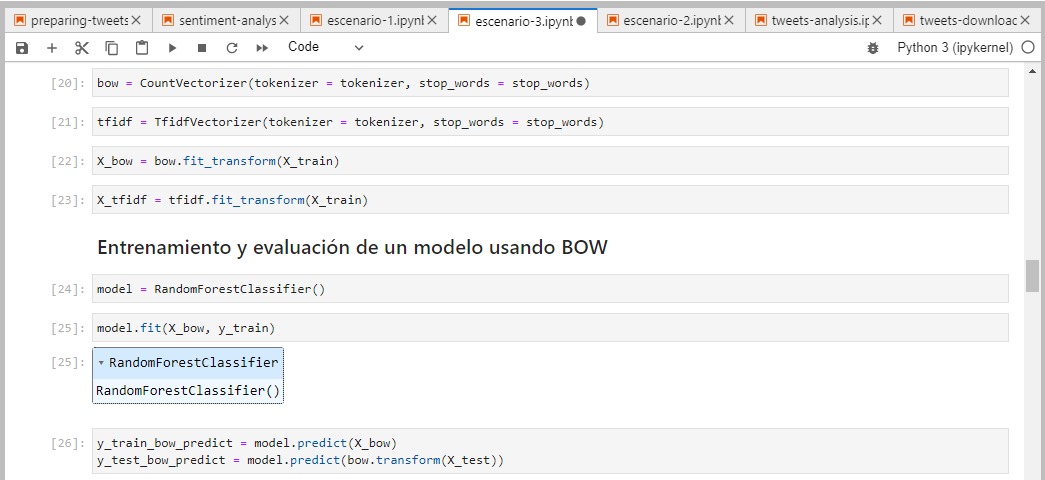 preparing-tweets
sentiment-analys
escenario-1.ipynb
escenario-3.ipynb
escenario-2.ipynb
tweets-analysis.ip
tweets-downloac
Code
Python 3 (ipykernel)
[20]: bow = CountVectorizer(tokenizer = tokenizer, stop_words = stop_words)
[21]: tfidf = TfidfVectorizer(tokenizer = tokenizer, stop_words = stop_words)
[22]: X_bow = bow.fit_transform(X_train)
[23]: X_tfidf = tfidf.fit_transform(X_train)
Entrenamiento y evaluación de un modelo usando BOW
[24]: model = RandomForestClassifier()
[25]: model.fit(X_bow, y_train)
[25]: RandomForestClassifier
RandomForestClassifier()
[26]: y_train_bow_predict = model.predict(X_bow)
y_test_bow_predict = model.predict(bow.transform(X_test))